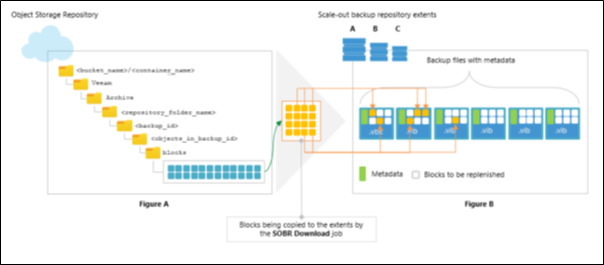 Object Storage Repository
Scale-out backup repository extents
A B C
Backup files with metadata
<bucket_name>/<container_name>
Veeam
Archive
<repository_folder_name>
<backup_id>
<objects_in_backup_id>
blocks
.vbk
.vib
.vib
.vib
.vib
.vib
Metadata
Blocks to be replenished
Figure A
Figure B
Blocks being copied to the extents by
the SOBR Download job